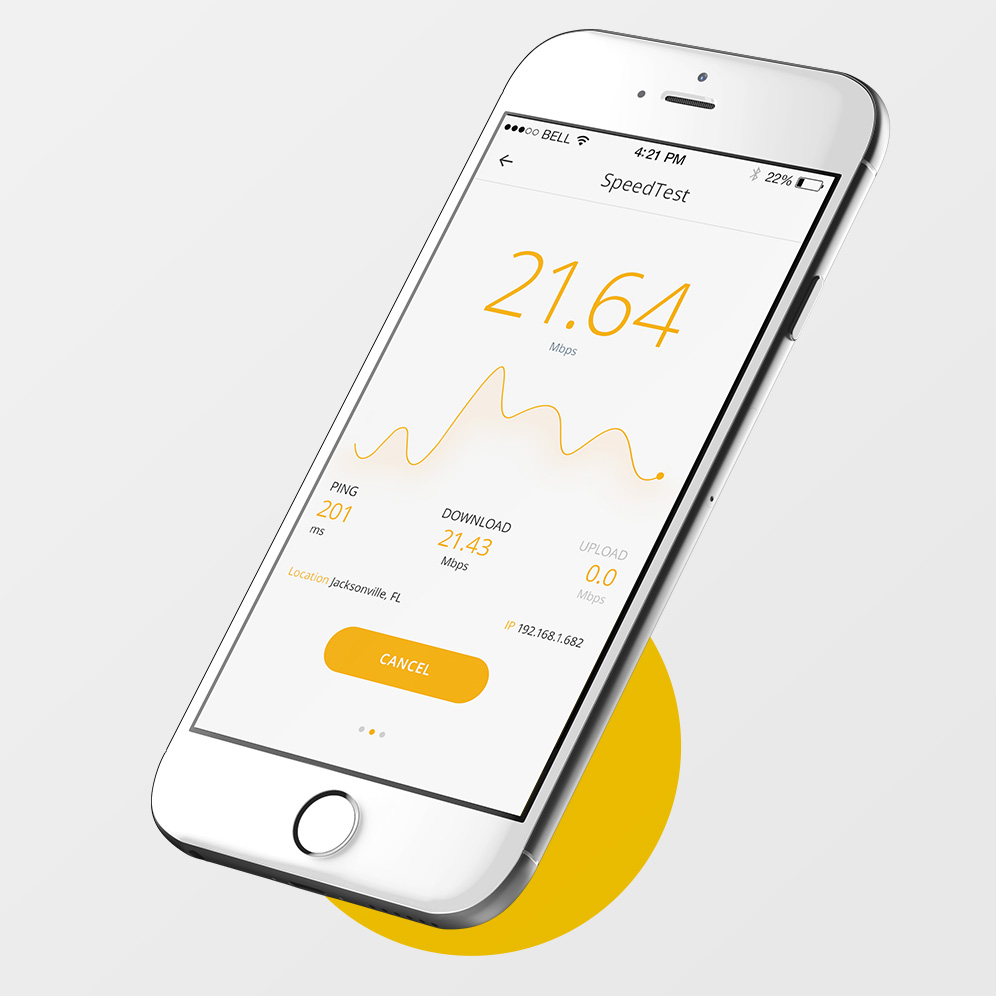 BELL 4:21 PM 22%
SpeedTest
21.64
Mbps
PING
201
ms
DOWNLOAD
21.43
Mbps
UPLOAD
0.0
Mbps
Location Jacksonville, FL
IP 192.168.1.682
CANCEL